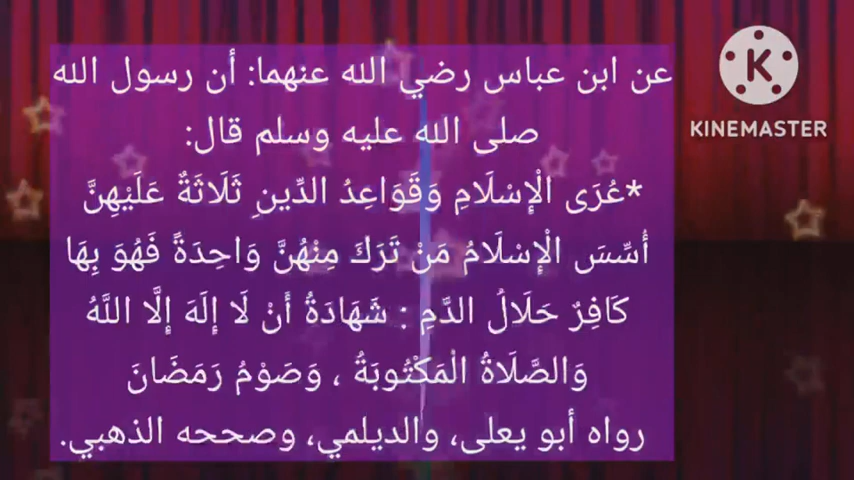 عن ابن عباس رضي الله عنهما: أن رسول الله
صلى الله عليه وسلم قال:
*عُرَى الْإِسْلَامِ وَقَوَاعِدُ الدِّينِ ثَلَاثَةٌ عَلَيْهِنَّ
أُسِّسَ الْإِسْلَامُ مَنْ تَرَكَ مِنْهُنَّ وَاحِدَةً فَهُوَ بِهَا
كَافِرٌ حَلَالُ الدَّمِ : شَهَادَةُ أَنْ لَا إِلَهَ إِلَّا اللَّهُ
وَالصَّلَاةُ الْمَكْتُوبَةُ ، وَصَوْمُ رَمَضَانَ
رواه أبو يعلى، والديلمي، وصححه الذهبي.
K
KINEMASTER